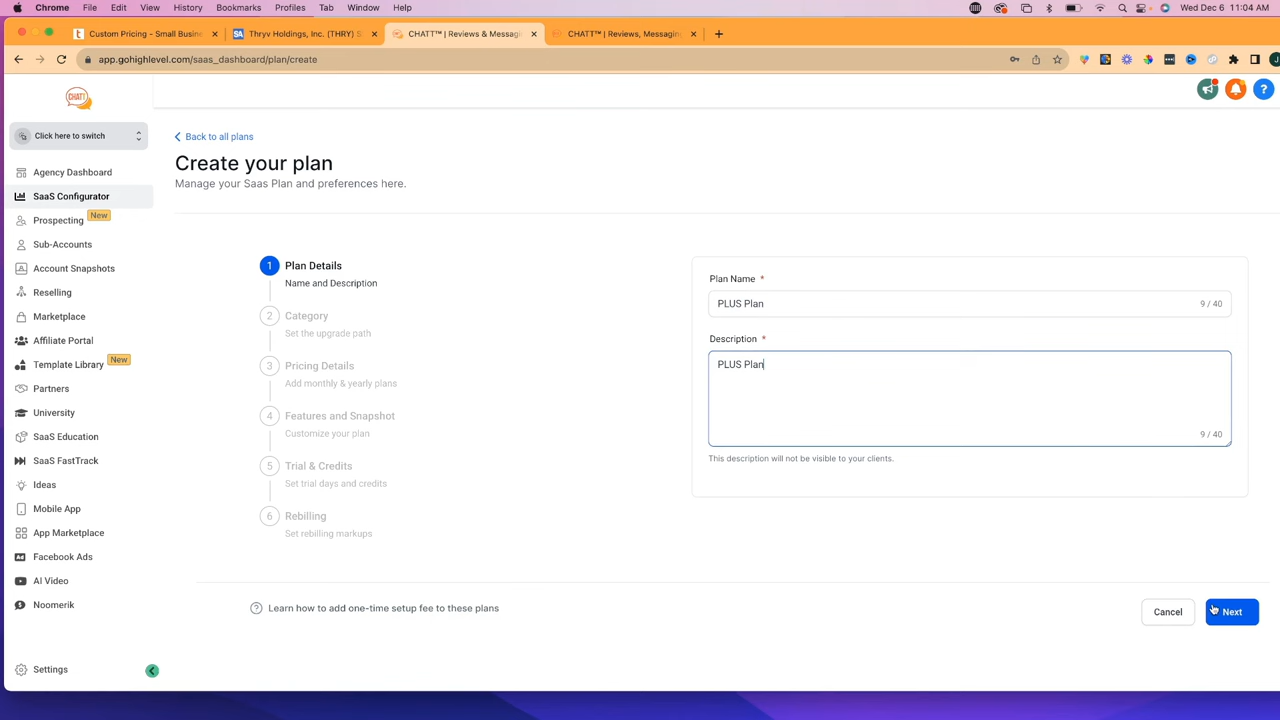 Chrome File Edit View History Bookmarks Profiles Tab Window Help
Wed Dec 6 11:04 AM
Custom Pricing - Small Busine
Thryv Holdings, Inc. (THRY) S
CHATT™ | Reviews & Messagin
CHATT™ | Reviews, Messagin
app.gohighlevel.com/saas_dashboard/plan/create
CHATT
Click here to switch
Agency Dashboard
SaaS Configurator
Prospecting New
Sub-Accounts
Account Snapshots
Reselling
Marketplace
Affiliate Portal
Template Library New
Partners
University
SaaS Education
SaaS FastTrack
Ideas
Mobile App
App Marketplace
Facebook Ads
AI Video
Noomerik
Settings
Back to all plans
Create your plan
Manage your Saas Plan and preferences here.
1 Plan Details
Name and Description
2 Category
Set the upgrade path
3 Pricing Details
Add monthly & yearly plans
4 Features and Snapshot
Customize your plan
5 Trial & Credits
Set trial days and credits
6 Rebilling
Set rebilling markups
Plan Name *
PLUS Plan 9 / 40
Description *
PLUS Plan
9 / 40
This description will not be visible to your clients.
Learn how to add one-time setup fee to these plans
Cancel Next